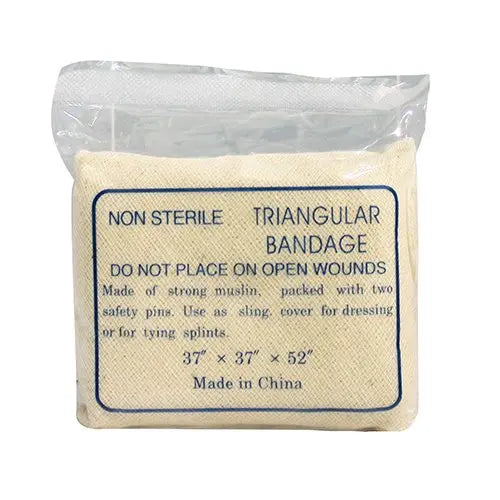 NON STERILE TRIANGULAR
BANDAGE
DO NOT PLACE ON OPEN WOUNDS
Made of strong muslin, packed with two
safety pins. Use as sling, cover for dressing
or for tying splints.
37" × 37" × 52"
Made in China